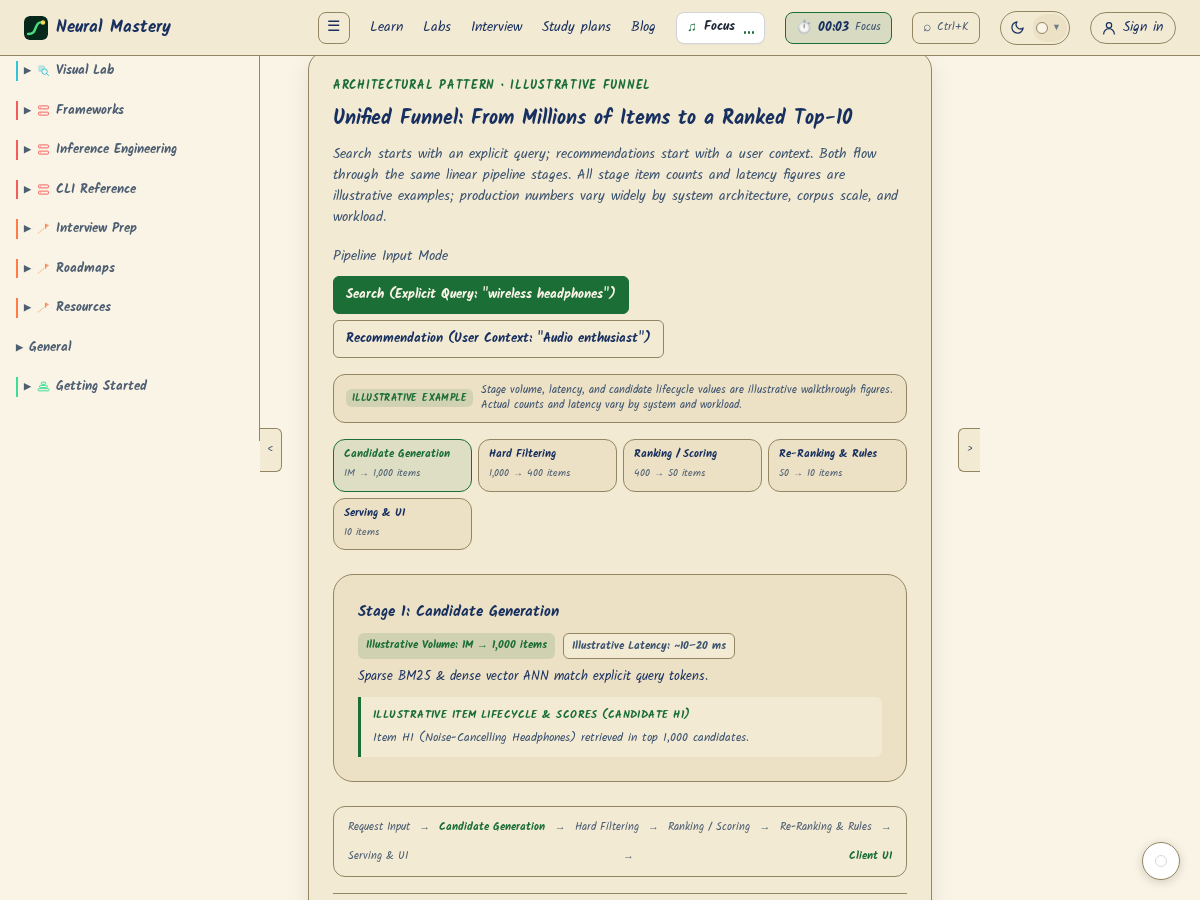 Neural Mastery
Learn
Labs
Interview
Study plans
Blog
♫ Focus ...
00:03 Focus
Ctrl+K
Sign in
Visual Lab
Frameworks
Inference Engineering
CLI Reference
Interview Prep
Roadmaps
Resources
General
Getting Started
<
>
ARCHITECTURAL PATTERN · ILLUSTRATIVE FUNNEL
Unified Funnel: From Millions of Items to a Ranked Top-10
Search starts with an explicit query; recommendations start with a user context. Both flow
through the same linear pipeline stages. All stage item counts and latency figures are
illustrative examples; production numbers vary widely by system architecture, corpus scale, and
workload.
Pipeline Input Mode
Search (Explicit Query: "wireless headphones")
Recommendation (User Context: "Audio enthusiast")
ILLUSTRATIVE EXAMPLE
Stage volume, latency, and candidate lifecycle values are illustrative walkthrough figures.
Actual counts and latency vary by system and workload.
Candidate Generation
1M → 1,000 items
Hard Filtering
1,000 → 400 items
Ranking / Scoring
400 → 50 items
Re-Ranking & Rules
50 → 10 items
Serving & UI
10 items
Stage 1: Candidate Generation
Illustrative Volume: 1M → 1,000 items
Illustrative Latency: ~10–20 ms
Sparse BM25 & dense vector ANN match explicit query tokens.
ILLUSTRATIVE ITEM LIFECYCLE & SCORES (CANDIDATE H1)
Item H1 (Noise-Cancelling Headphones) retrieved in top 1,000 candidates.
Request Input → Candidate Generation → Hard Filtering → Ranking / Scoring → Re-Ranking & Rules →
Serving & UI → Client UI